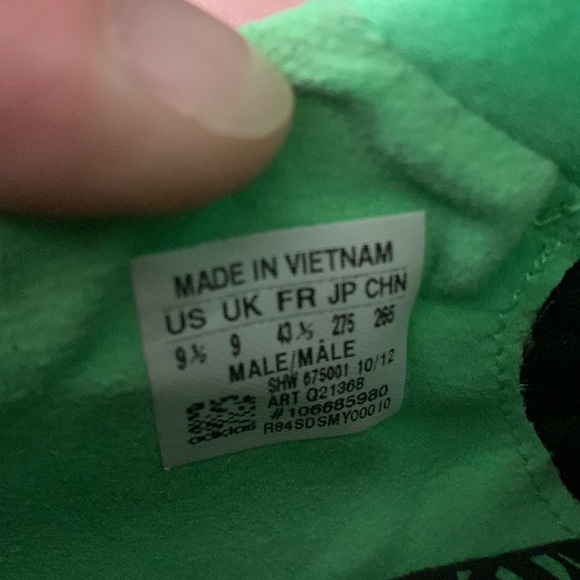 MADE IN VIETNAM
US UK FR JP CHN
9½ 9 43⅓ 275 265
MALE/MÂLE
SHW 675001 10/12
ART Q21368
#106685980
adidas R84SDSMY00010